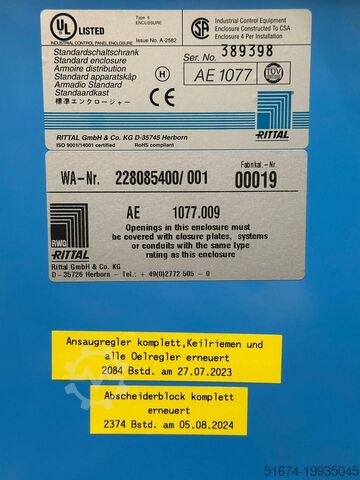 UL LISTED
Type 4 ENCLOSURE
INDUSTRIAL CONTROL PANEL ENCLOSURE
Issue No. A-2582
SA
Industrial Control Equipment
Enclosure Constructed To CSA
Enclosure 4 Per Installation
Standardschaltschrank
Standard enclosure
Armoire distribution
Standard apparatskåp
Armadio Standard
Standaardkast
標準エンクロージャー
H
CE
Ser. No. 389398
AE 1077
TÜV
RITTAL GmbH & Co. KG D-35745 Herborn
ISO 9001/14001 certified RoHS compliant
RITTAL
WA-Nr. 228085400/001
Fabrikat.-Nr.
00019
AE 1077.009
Openings in this enclosure must
be covered with closure plates, systems
or conduits with the same type
rating as this enclosure
RWG
RITTAL
Rittal GmbH & Co. KG
D-35726 Herborn - Tel.: + 49(0)2772 505 - 0
Ansaugregler komplett,Keilriemen und
alle Oelregler erneuert
2084 Bstd. am 27.07.2023
Abscheiderblock komplett
erneuert
2374 Bstd. am 05.08.2024
51674-19935045